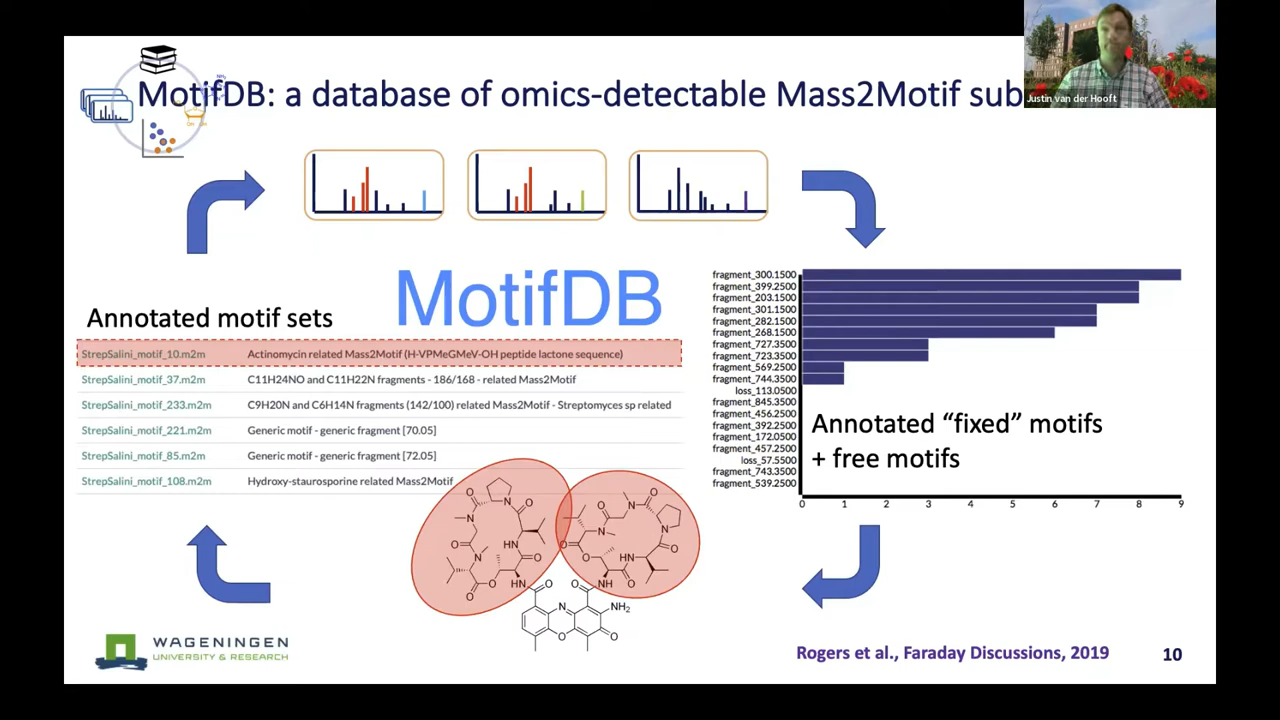 MotifDB: a database of omics-detectable Mass2Motif sub
Justin van der Hooft
MotifDB
Annotated motif sets
StrepSalini_motif_10.m2m Actinomycin related Mass2Motif (H-VPMeGMeV-OH peptide lactone sequence)
StrepSalini_motif_37.m2m C11H24NO and C11H22N fragments - 186/168 - related Mass2Motif
StrepSalini_motif_233.m2m C9H20N and C6H14N fragments (142/100) related Mass2Motif - Streptomyces sp related
StrepSalini_motif_221.m2m Generic motif - generic fragment [70.05]
StrepSalini_motif_85.m2m Generic motif - generic fragment [72.05]
StrepSalini_motif_108.m2m Hydroxy-staurosporine related Mass2Motif
fragment_300.1500
fragment_399.2500
fragment_203.1500
fragment_301.1500
fragment_282.1500
fragment_268.1500
fragment_727.3500
fragment_723.3500
fragment_569.2500
fragment_744.3500
loss_113.0500
fragment_845.3500
fragment_456.2500
fragment_392.2500
fragment_172.0500
fragment_457.2500
loss_57.5500
fragment_743.3500
fragment_539.2500
0 1 2 3 4 5 6 7 8 9
Annotated “fixed” motifs
+ free motifs
WAGENINGEN
UNIVERSITY & RESEARCH
Rogers et al., Faraday Discussions, 2019
10